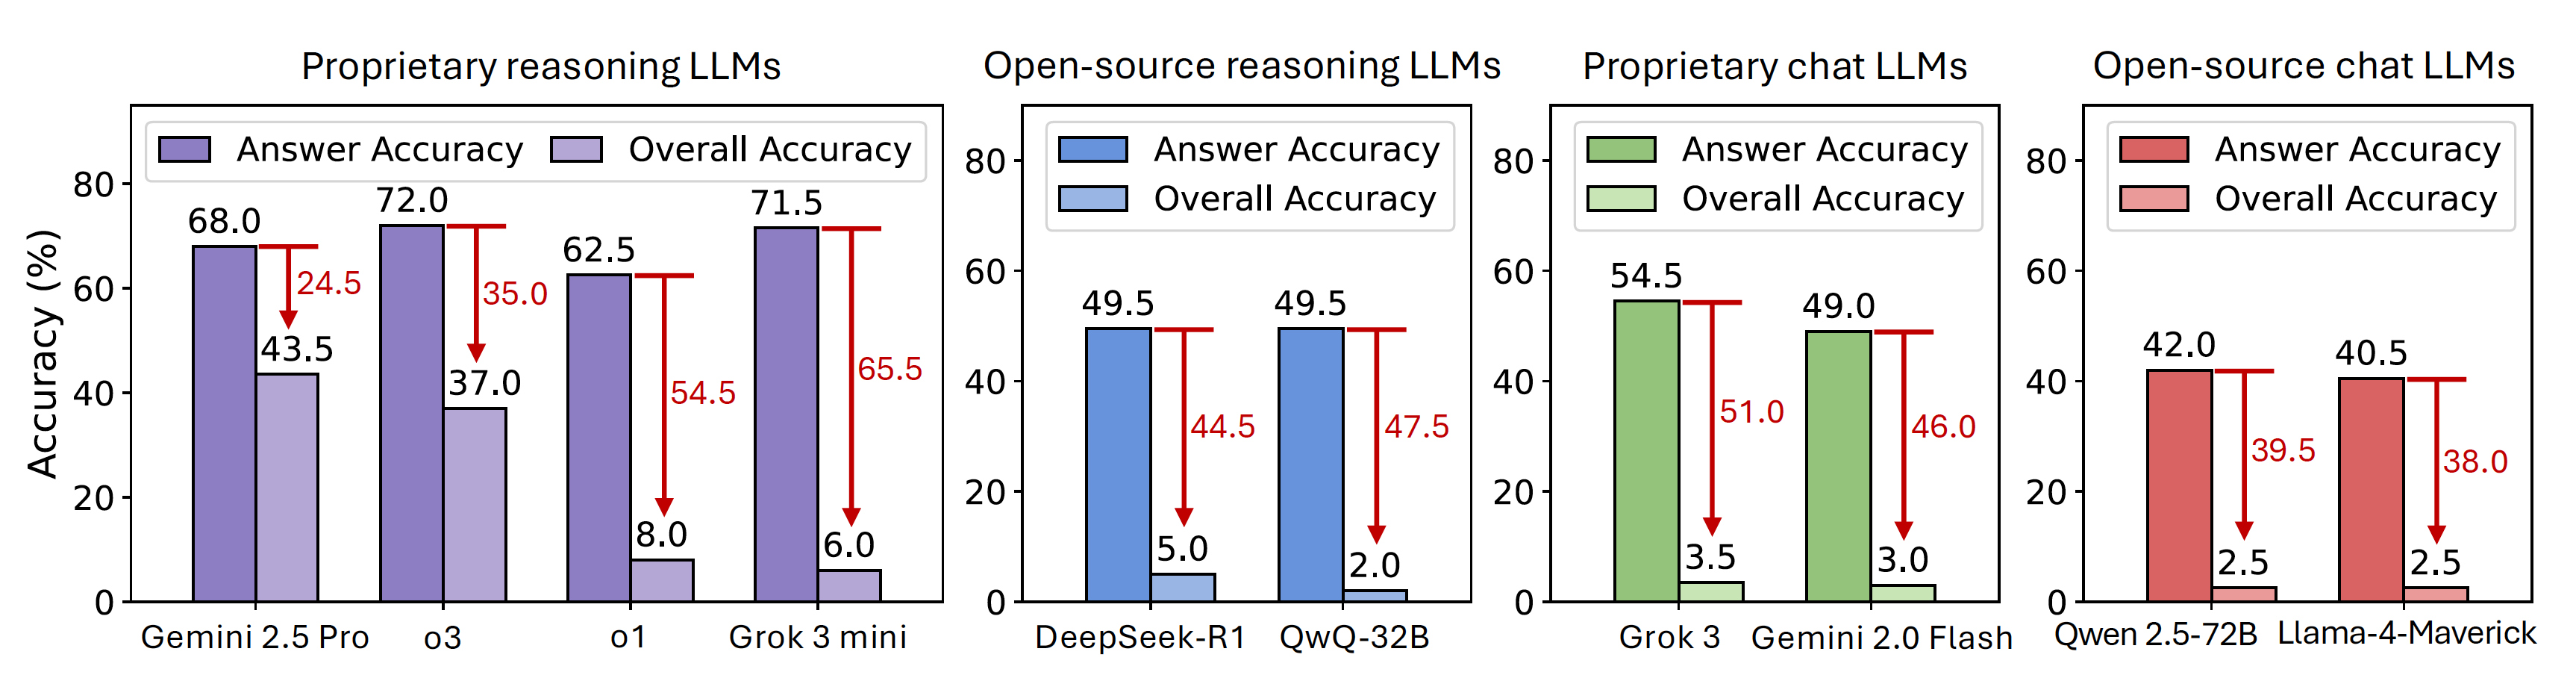 Proprietary reasoning LLMs
Answer Accuracy
Overall Accuracy
Accuracy (%)
80
60
40
20
0
68.0
24.5
43.5
72.0
35.0
37.0
62.5
54.5
8.0
71.5
65.5
6.0
Gemini 2.5 Pro
o3
o1
Grok 3 mini
Open-source reasoning LLMs
Answer Accuracy
Overall Accuracy
80
60
40
20
0
49.5
44.5
5.0
49.5
47.5
2.0
DeepSeek-R1
QwQ-32B
Proprietary chat LLMs
Answer Accuracy
Overall Accuracy
80
60
40
20
0
54.5
51.0
3.5
49.0
46.0
3.0
Grok 3
Gemini 2.0 Flash
Open-source chat LLMs
Answer Accuracy
Overall Accuracy
80
60
40
20
0
42.0
39.5
2.5
40.5
38.0
2.5
Qwen 2.5-72B
Llama-4-Maverick